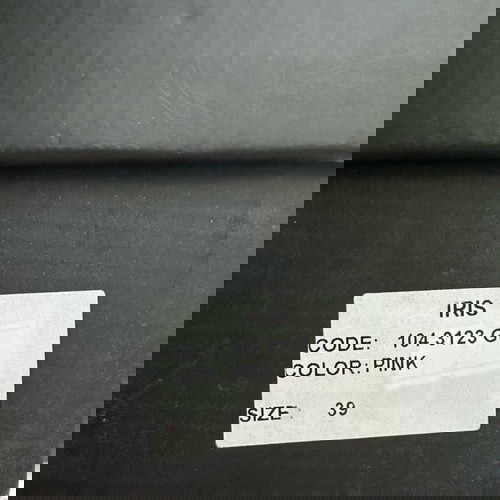 IRIS
CODE: 104 3123 G
COLOR: PINK
SIZE 39